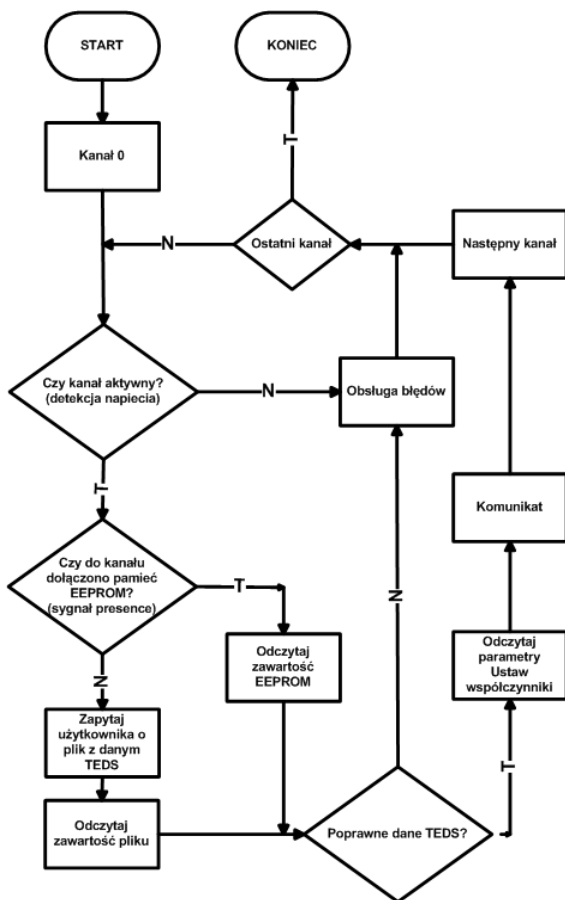 START
KONIEC
T
Kanał 0
N
Ostatni kanał
Następny kanał
Czy kanał aktywny?
(detekcja napiecia)
N
Obsługa błędów
T
Komunikat
Czy do kanału
dołączono pamieć
EEPROM?
(sygnał presence)
T
N
Odczytaj
zawartość
EEPROM
Odczytaj
parametry
Ustaw
współczynniki
N
Zapytaj
użytkownika o
plik z danym
TEDS
T
Odczytaj
zawartość pliku
Poprawne dane TEDS?